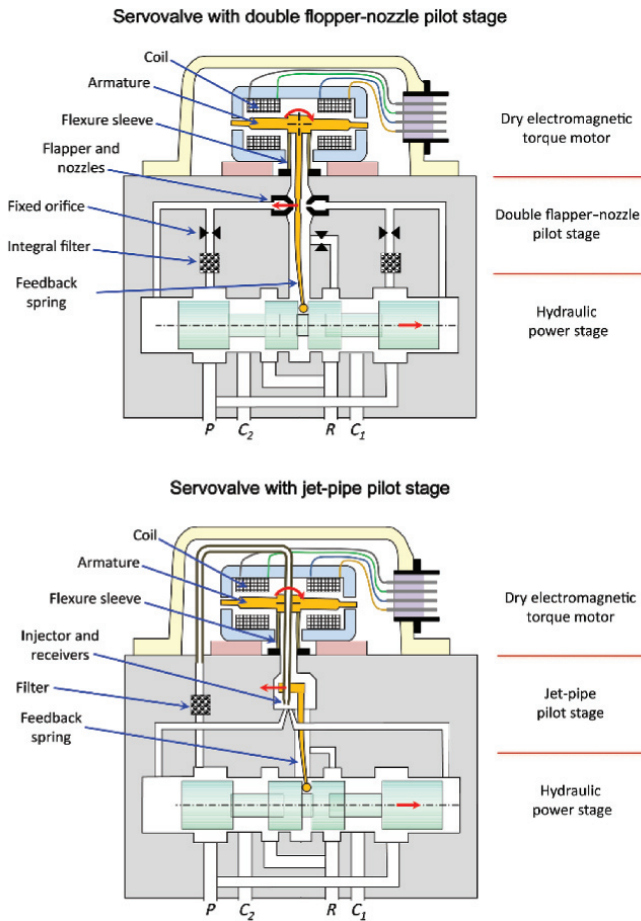 Servovalve with double flopper-nozzle pilot stage
Coil
Armature
Flexure sleeve
Flapper and
nozzles
Fixed orifice
Integral filter
Feedback
spring
Dry electromagnetic
torque motor
Double flapper–nozzle
pilot stage
Hydraulic
power stage
P C2 R C1
Servovalve with jet-pipe pilot stage
Coil
Armature
Flexure sleeve
Injector and
receivers
Filter
Feedback
spring
Dry electromagnetic
torque motor
Jet-pipe
pilot stage
Hydraulic
power stage
P C2 R C1